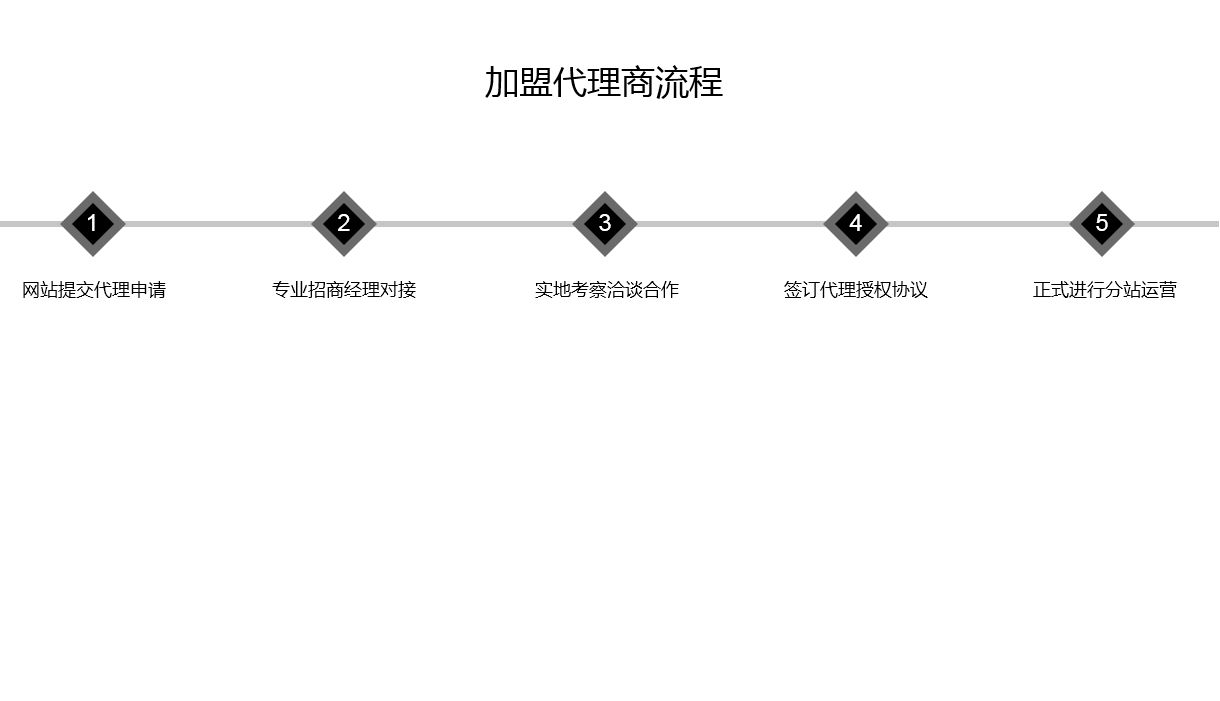 加盟代理商流程
1
2
3
4
5
网站提交代理申请
专业招商经理对接
实地考察洽谈合作
签订代理授权协议
正式进行分站运营